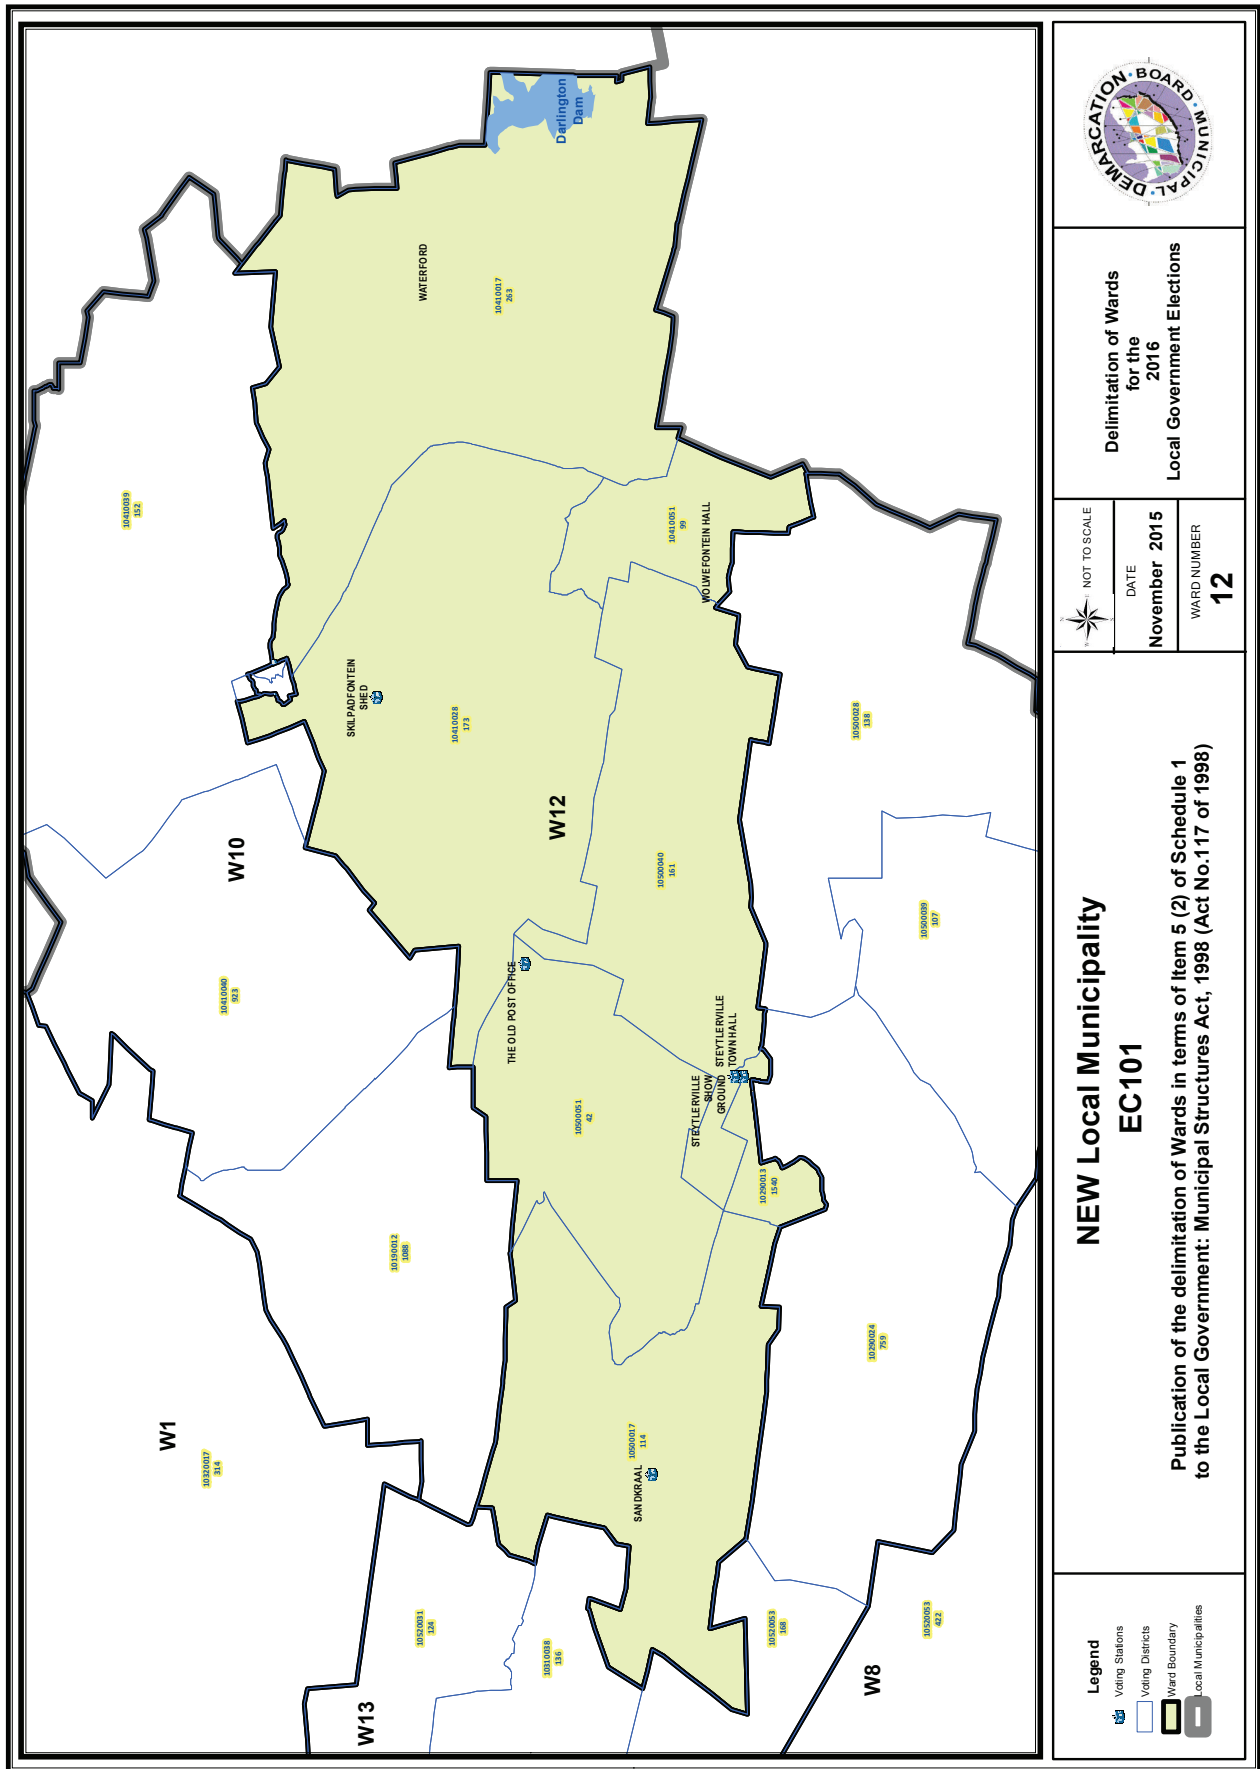 Darlington
Dam
WATERFORD
10410017
263
10410039
152
10410051
99
WOLWEFONTEIN HALL
SKILPADFONTEIN
SHED
10410028
173
W12
W10
10500028
138
10500040
161
10500039
107
10410040
923
THE OLD POST OFFICE
STEYTLERVILLE
TOWN HALL
STEYTLERVILLE
SHOW
GROUND
10500051
42
10290013
1540
10190012
1088
10290024
759
W1
10320017
314
10500017
114
SANDKRAAL
10520031
124
10310038
136
10520053
168
10520053
422
W13
W8
DEMARCATION • BOARD • MUNICIPAL •
Delimitation of Wards
for the
2016
Local Government Elections
N
E
S
W
NOT TO SCALE
DATE
November 2015
WARD NUMBER
12
NEW Local Municipality
EC101
Publication of the delimitation of Wards in terms of Item 5 (2) of Schedule 1
to the Local Government: Municipal Structures Act, 1998 (Act No.117 of 1998)
Legend
Voting Stations
Voting Districts
Ward Boundary
Local Municipalities